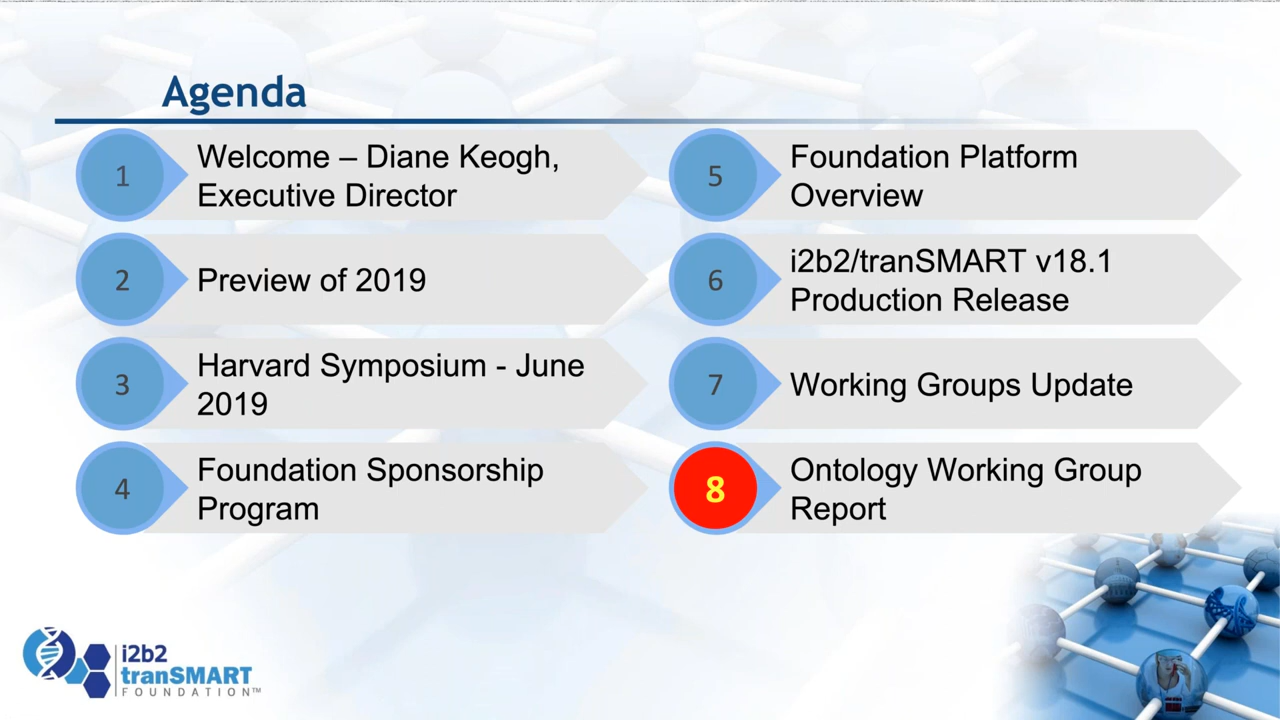 Agenda
1
Welcome – Diane Keogh,
Executive Director
2
Preview of 2019
3
Harvard Symposium - June
2019
4
Foundation Sponsorship
Program
5
Foundation Platform
Overview
6
i2b2/tranSMART v18.1
Production Release
7
Working Groups Update
8
Ontology Working Group
Report
i2b2
tranSMART
FOUNDATION™